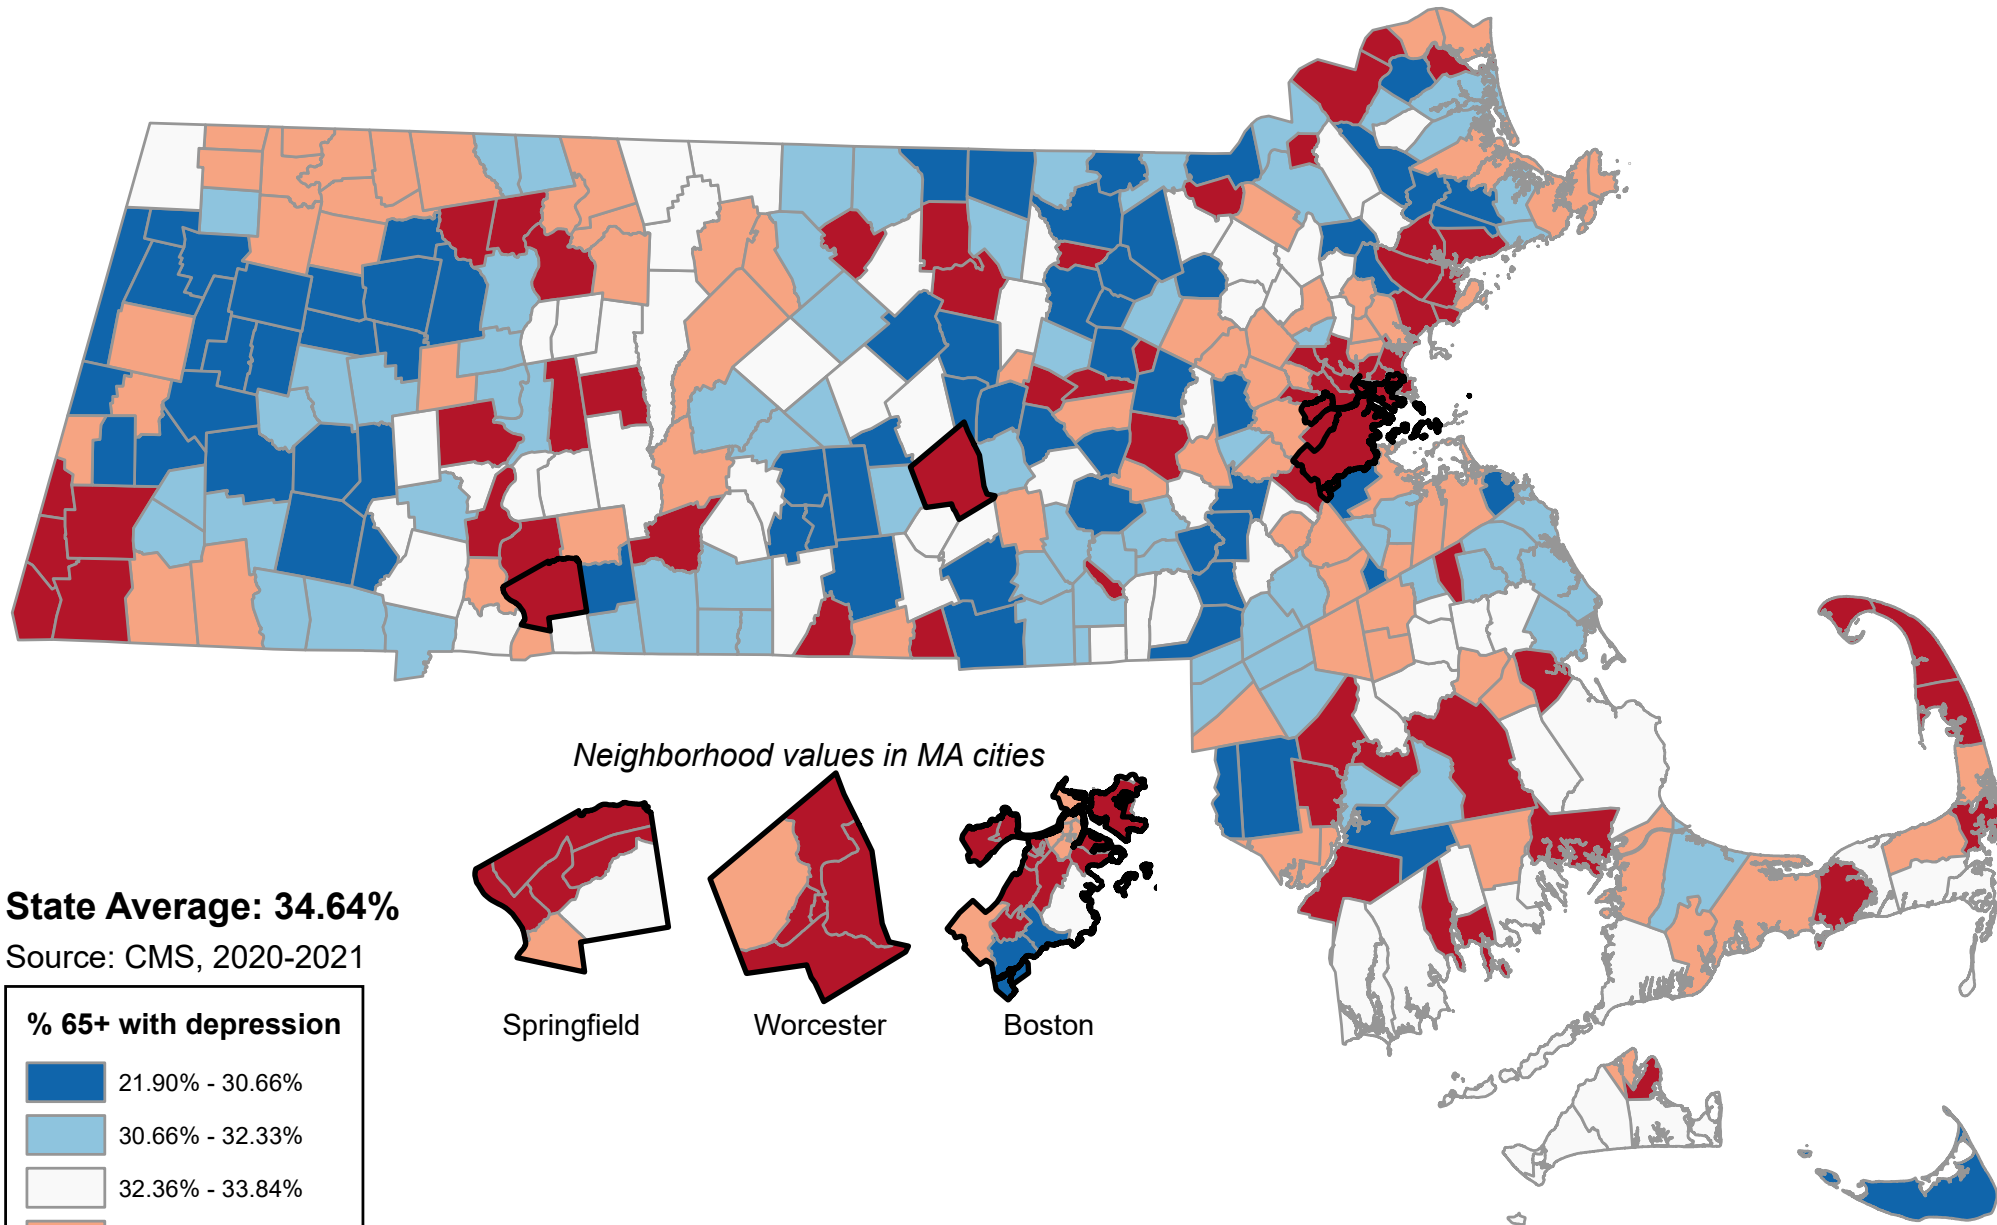 Neighborhood values in MA cities
Springfield
Worcester
Boston
State Average: 34.64%
Source: CMS, 2020-2021
% 65+ with depression
21.90% - 30.66%
30.66% - 32.33%
32.36% - 33.84%